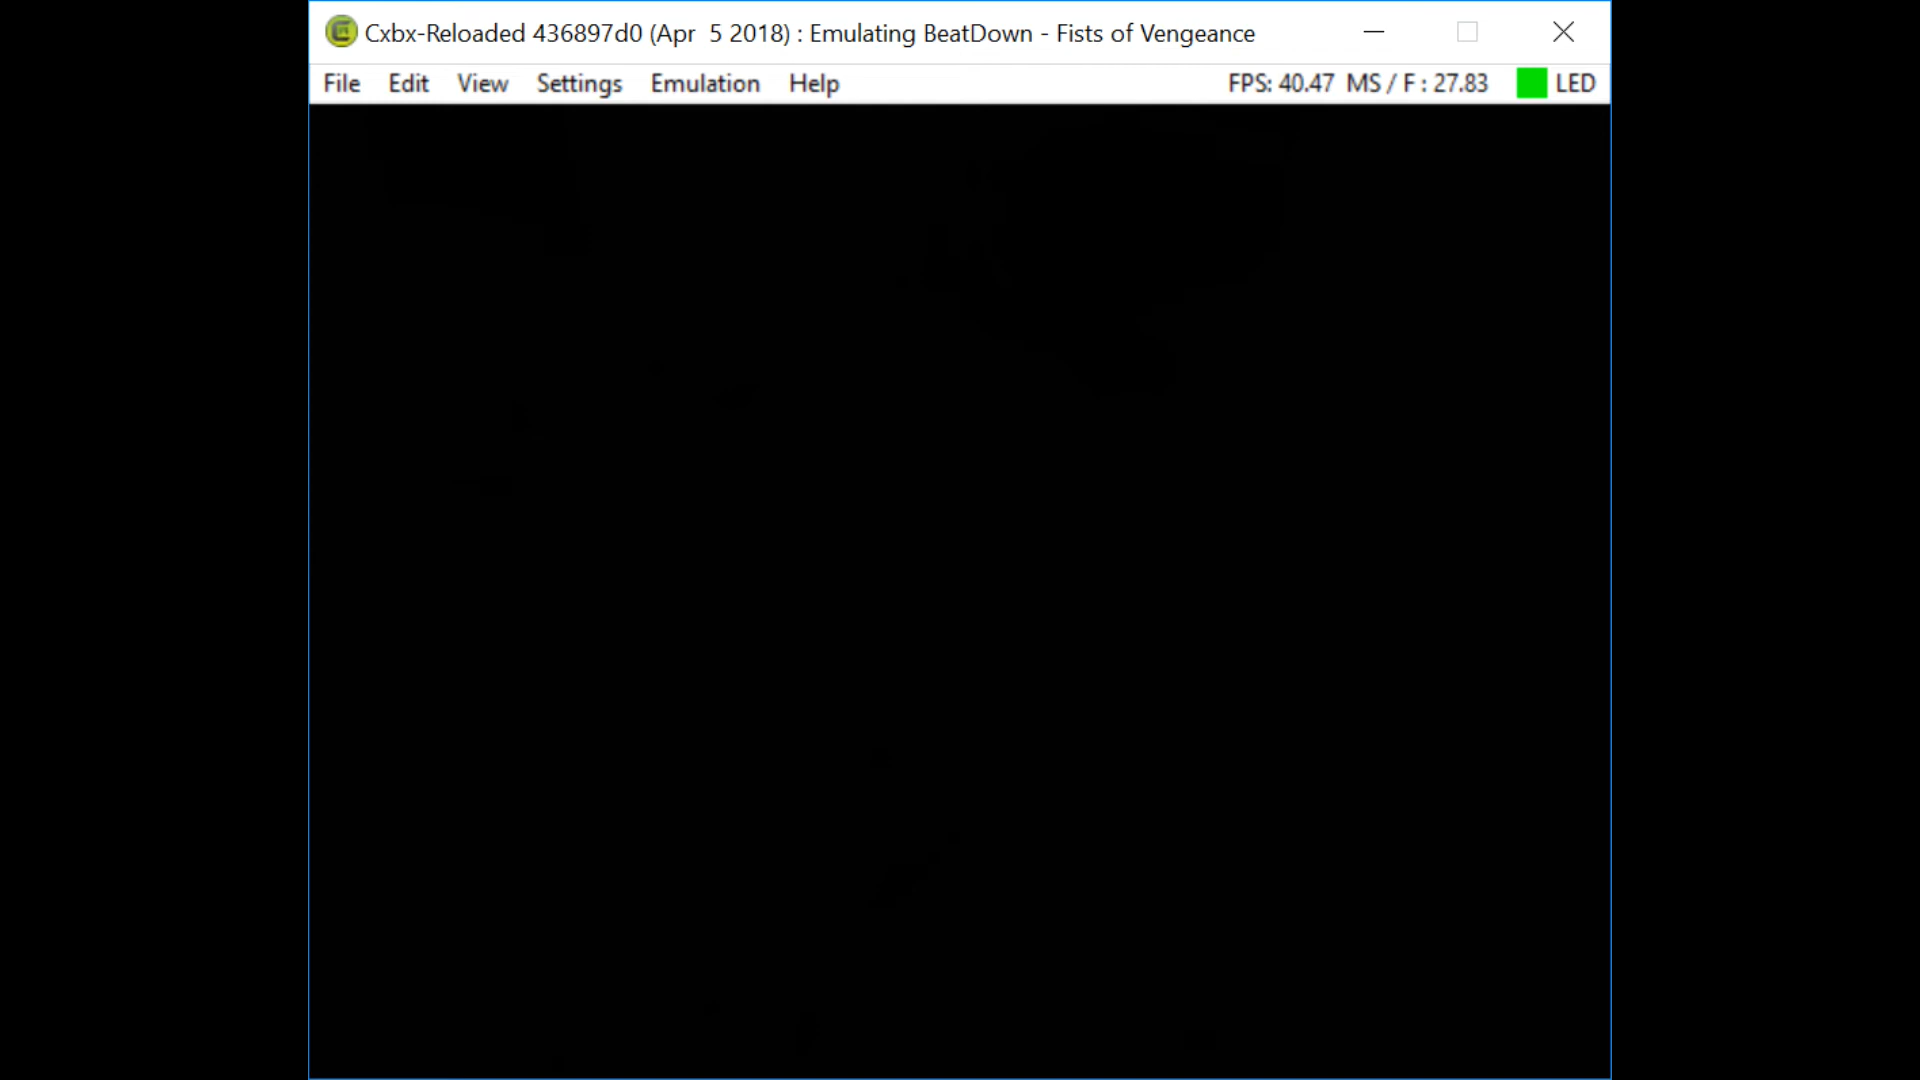 Cxbx-Reloaded 436897d0 (Apr  5 2018) : Emulating BeatDown - Fists of Vengeance
File Edit View Settings Emulation Help FPS: 40.47 MS / F : 27.83 LED